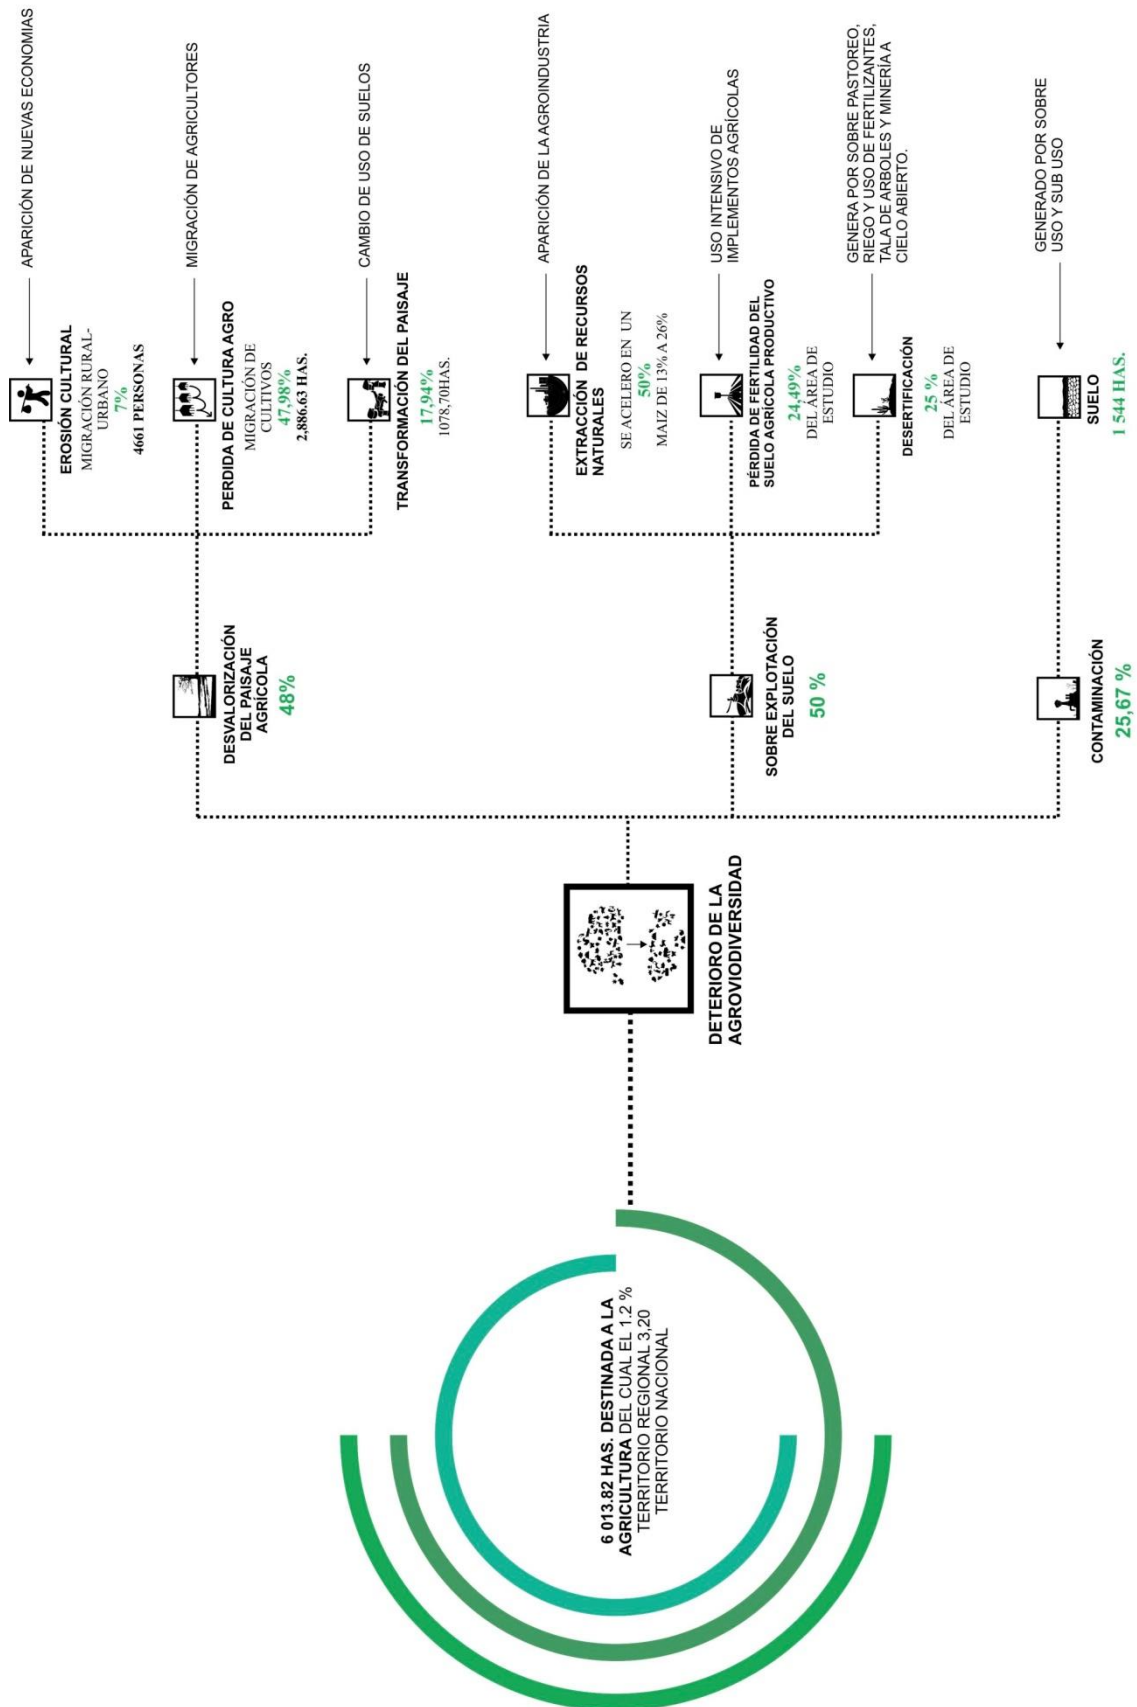 6 013.82 HAS. DESTINADA A LA
AGRICULTURA DEL CUAL EL 1.2 %
TERRITORIO REGIONAL 3,20
TERRITORIO NACIONAL
DETERIORO DE LA
AGROVIODIVERSIDAD
DESVALORIZACIÓN
DEL PAISAJE
AGRÍCOLA
48%
EROSIÓN CULTURAL
MIGRACIÓN RURAL-
URBANO
7%
4661 PERSONAS
APARICIÓN DE NUEVAS ECONOMIAS
PERDIDA DE CULTURA AGRO
MIGRACIÓN DE
CULTIVOS
47,98%
2,886.63 HAS.
MIGRACIÓN DE AGRICULTORES
TRANSFORMACIÓN DEL PAISAJE
17,94%
1078,70HAS.
CAMBIO DE USO DE SUELOS
SOBRE EXPLOTACIÓN
DEL SUELO
50 %
EXTRACCIÓN DE RECURSOS
NATURALES
SE ACELERO EN UN
50%
MAIZ DE 13% A 26%
APARICIÓN DE LA AGROINDUSTRIA
PÉRDIDA DE FERTILIDAD DEL
SUELO AGRÍCOLA PRODUCTIVO
24,49%
DEL ÁREA DE
ESTUDIO
USO INTENSIVO DE
IMPLEMENTOS AGRÍCOLAS
DESERTIFICACIÓN
25 %
DEL ÁREA DE
ESTUDIO
GENERA POR SOBRE PASTOREO,
RIEGO Y USO DE FERTILIZANTES,
TALA DE ARBOLES Y MINERÍA A
CIELO ABIERTO.
CONTAMINACIÓN
25,67 %
SUELO
1 544 HAS.
GENERADO POR SOBRE
USO Y SUB USO